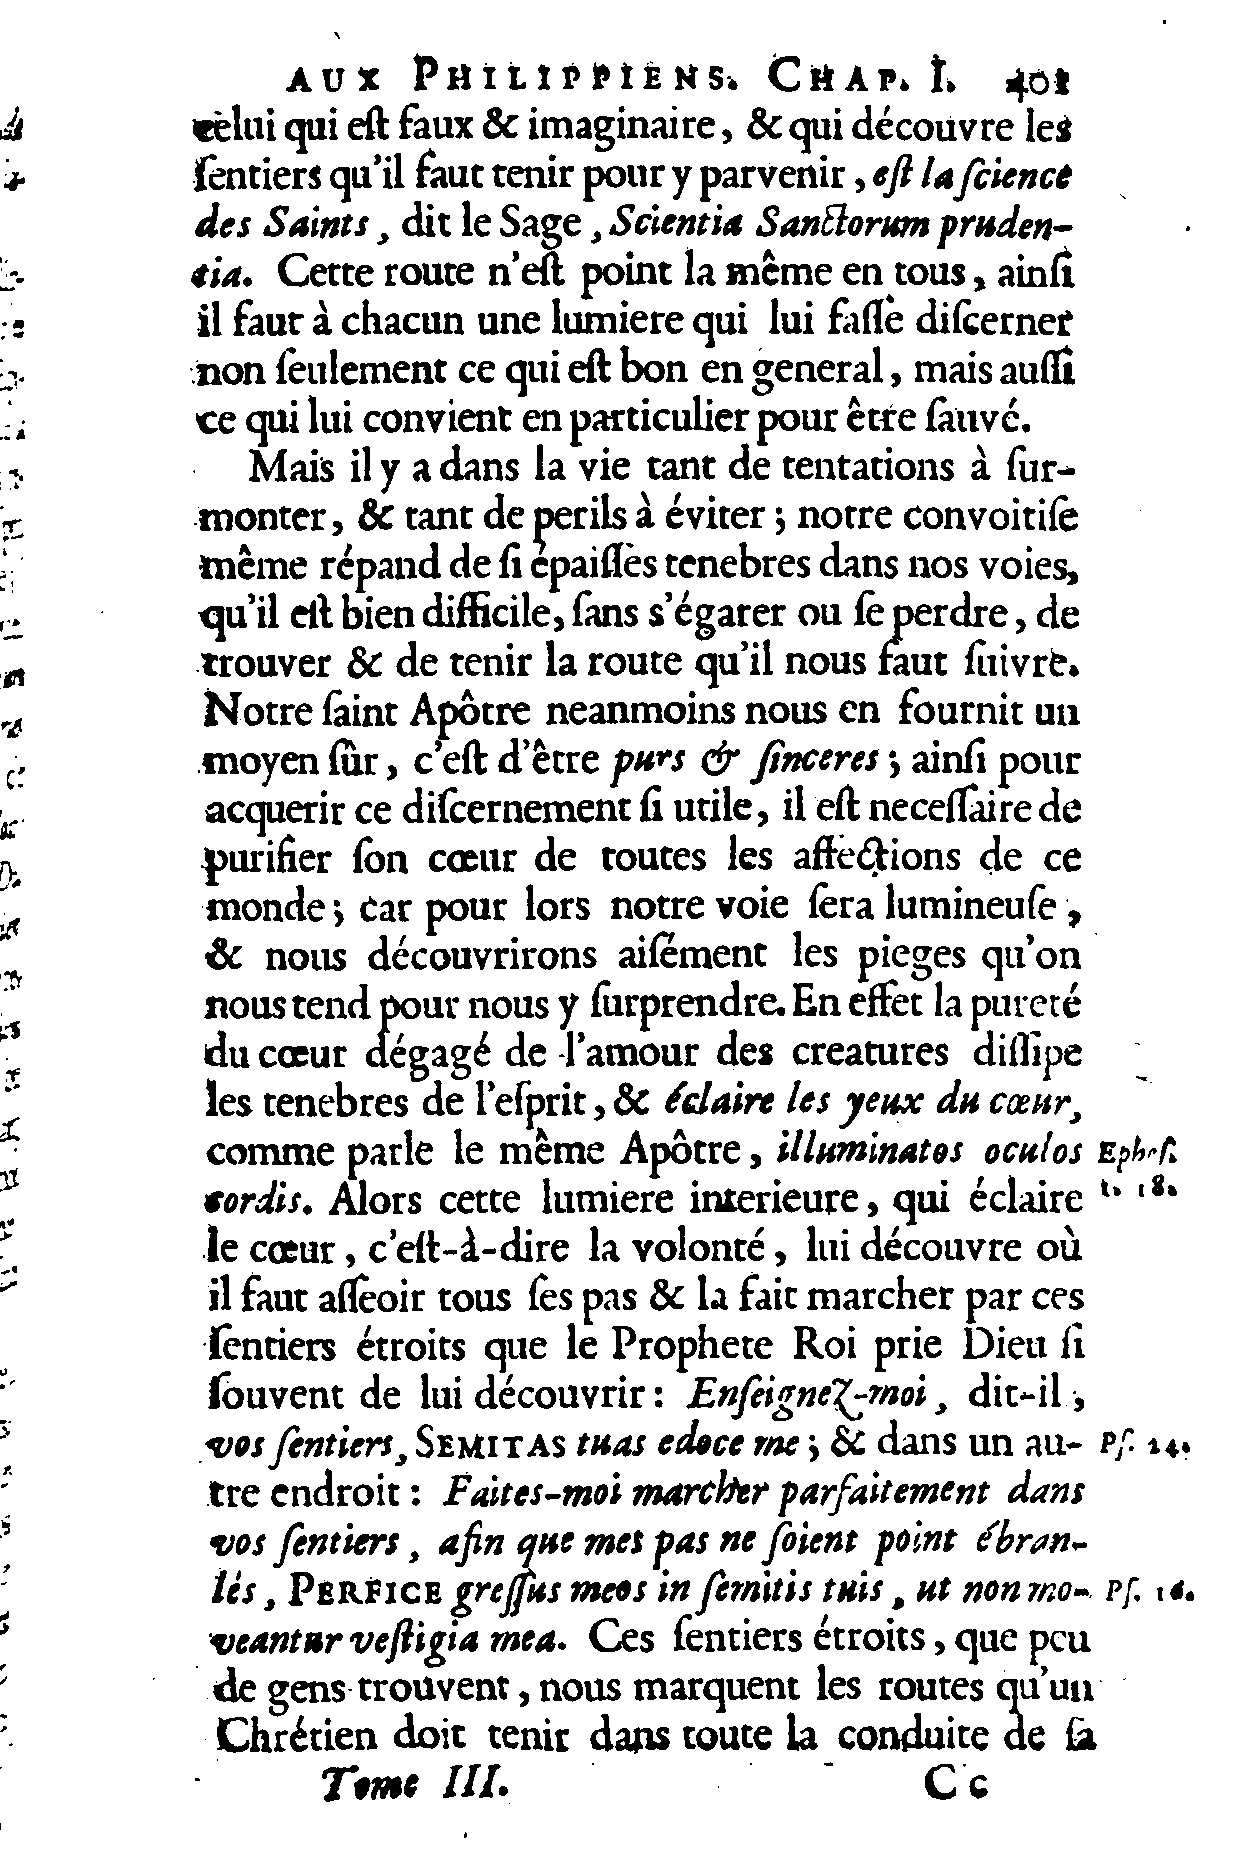 AUX PHILIPPIENS. CHAP. I. 401
celui qui eſt faux & imaginaire, & qui découvre les
ſentiers qu'il faut tenir pour y parvenir, eſt la ſcience
des Saints, dit le Sage, Scientia Sanctorum pruden-
tia. Cette route n'eſt point la même en tous, ainſi
il faut à chacun une lumiere qui lui faſſe diſcerner
non ſeulement ce qui eſt bon en general, mais auſſi
ce qui lui convient en particulier pour être ſauvé.
Mais il y a dans la vie tant de tentations à ſur-
monter, & tant de perils à éviter; notre convoitiſe
même répand de ſi épaiſſes tenebres dans nos voies,
qu'il eſt bien difficile, ſans s'égarer ou ſe perdre, de
trouver & de tenir la route qu'il nous faut ſuivre.
Notre ſaint Apôtre neanmoins nous en fournit un
moyen ſûr, c'eſt d'être purs & ſinceres; ainſi pour
acquerir ce diſcernement ſi utile, il eſt neceſſaire de
purifier ſon cœur de toutes les affections de ce
monde; car pour lors notre voie ſera lumineuſe,
& nous découvrirons aiſément les pieges qu'on
nous tend pour nous y ſurprendre. En effet la pureté
du cœur dégagé de l'amour des creatures diſſipe
les tenebres de l'eſprit, & éclaire les yeux du cœur,
comme parle le même Apôtre, illuminatos oculos Epheſ.
cordis. Alors cette lumiere interieure, qui éclaire 1. 18.
le cœur, c'eſt-à-dire la volonté, lui découvre où
il faut aſſeoir tous ſes pas & la fait marcher par ces
ſentiers étroits que le Prophete Roi prie Dieu ſi
ſouvent de lui découvrir: Enſeignez-moi, dit-il,
vos ſentiers, SEMITAS tuas edoce me; & dans un au- Pſ. 24.
tre endroit: Faites-moi marcher parfaitement dans
vos ſentiers, afin que mes pas ne ſoient point ébran-
lés, PERFICE greſſus meos in ſemitis tuis, ut non mo- Pſ. 16.
veantur veſtigia mea. Ces ſentiers étroits, que peu
de gens trouvent, nous marquent les routes qu'un
Chrétien doit tenir dans toute la conduite de ſa
Tome III. Cc